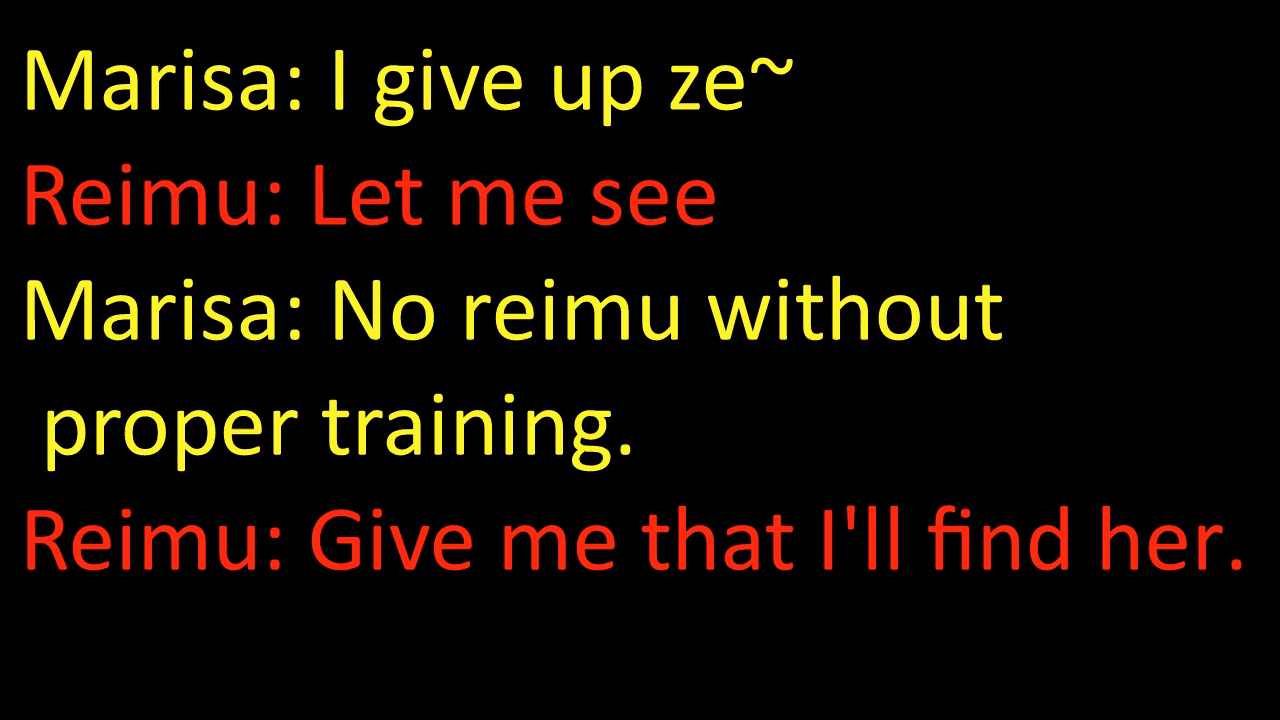 Marisa: I give up ze~
Reimu: Let me see
Marisa: No reimu without
proper training.
Reimu: Give me that I'll find her.